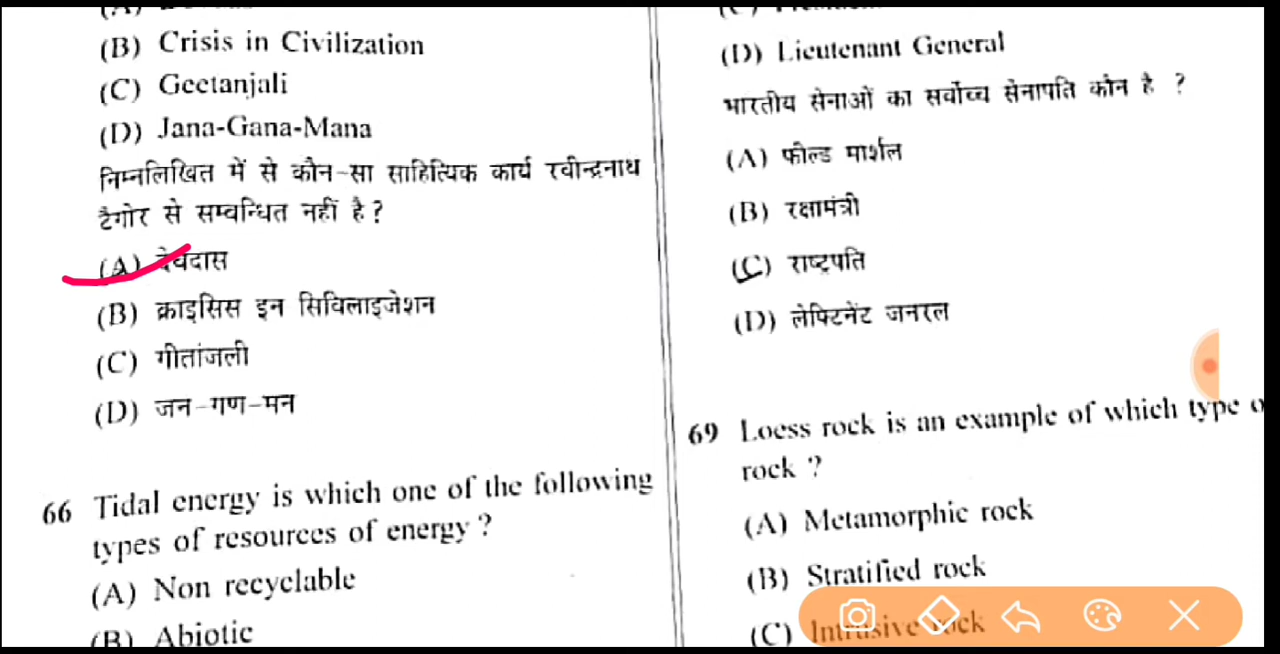 (B) Crisis in Civilization
(C) Geetanjali
(D) Jana-Gana-Mana
निम्नलिखित में से कौन-सा साहित्यिक कार्य रवीन्द्रनाथ
टैगोर से सम्वन्धित नहीं है ?
(A) देवदास
(B) क्राइसिस इन सिविलाइजेशन
(C) गीतांजली
(D) जन-गण-मन
66 Tidal energy is which one of the following
types of resources of energy ?
(A) Non recyclable
(B) Abiotic
(D) Lieutenant General
भारतीय सेनाओं का सर्वोच्च सेनापति कौन है ?
(A) फील्ड मार्शल
(B) रक्षामंत्री
(C) राष्ट्रपति
(D) लेफ्टिनेंट जनरल
69 Loess rock is an example of which type o
rock ?
(A) Metamorphic rock
(B) Stratified rock
(C) Intrusive rock